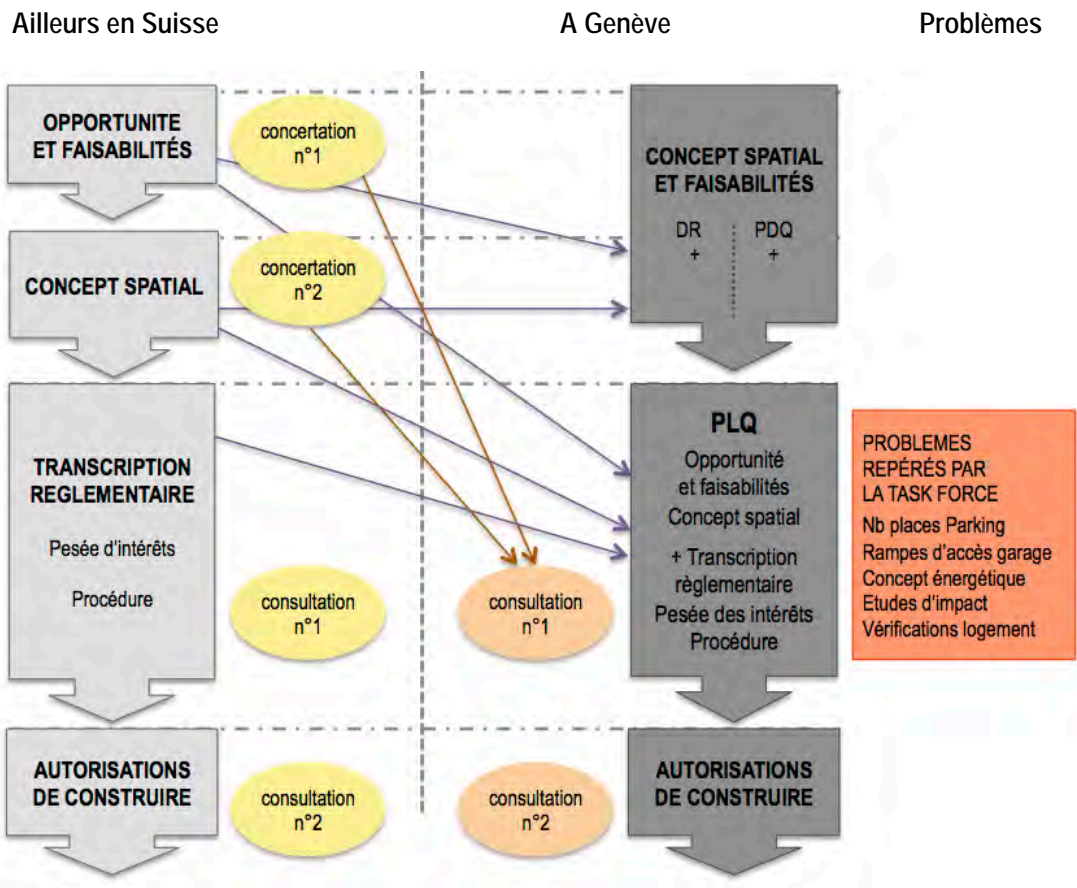 Ailleurs en Suisse
A Genève
Problèmes
OPPORTUNITE
ET FAISABILITÉS
concertation
n°1
CONCEPT SPATIAL
ET FAISABILITÉS
DR
+
PDQ
+
CONCEPT SPATIAL
concertation
n°2
TRANSCRIPTION
REGLEMENTAIRE
Pesée d'intérêts
Procédure
consultation
n°1
consultation
n°1
PLQ
Opportunité
et faisabilités
Concept spatial
+ Transcription
règlementaire
Pesée des intérêts
Procédure
PROBLEMES
REPÉRÉS PAR
LA TASK FORCE
Nb places Parking
Rampes d'accès garage
Concept énergétique
Etudes d'impact
Vérifications logement
AUTORISATIONS
DE CONSTRUIRE
consultation
n°2
consultation
n°2
AUTORISATIONS
DE CONSTRUIRE